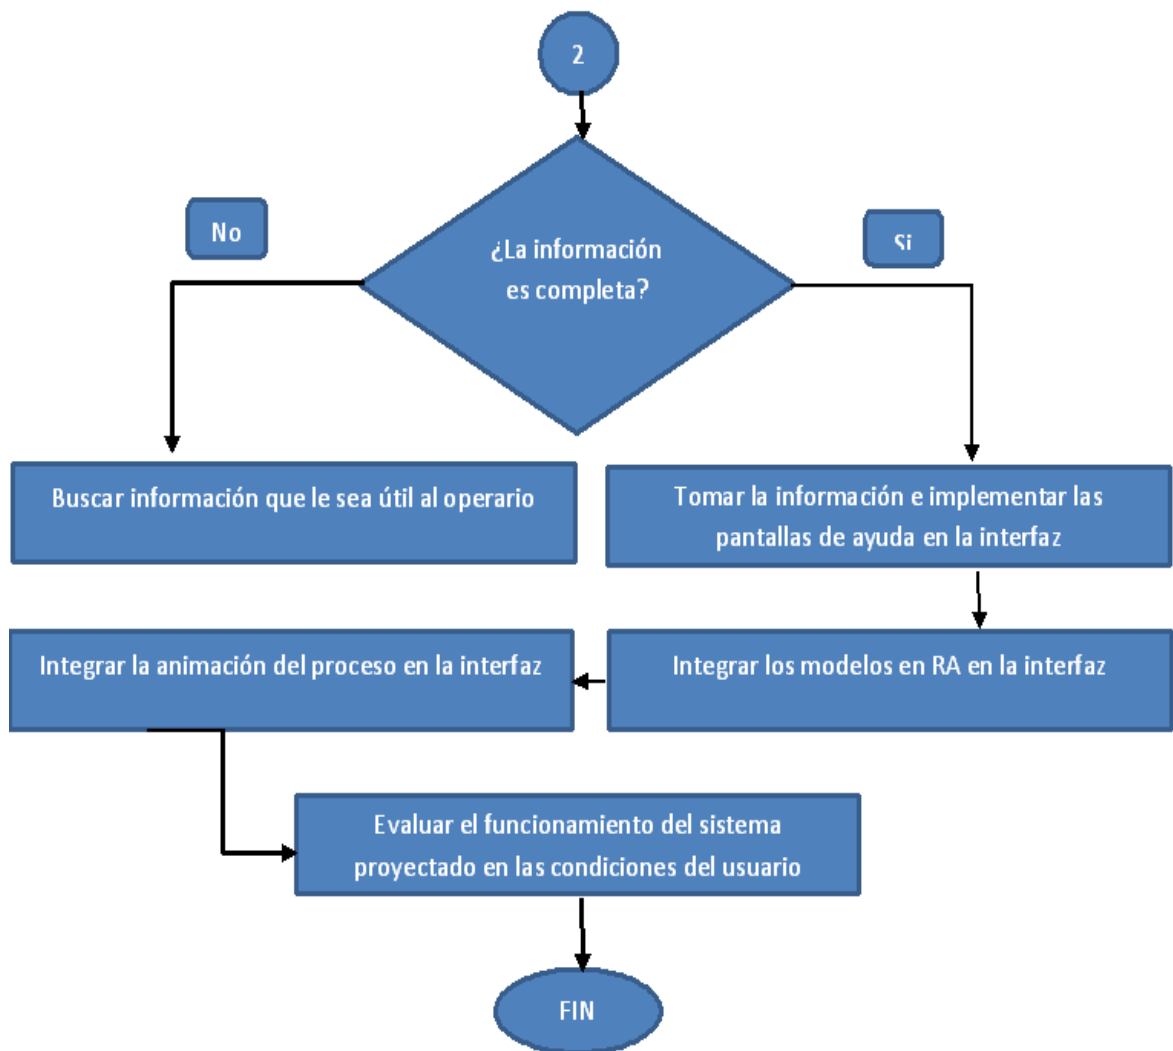 2
No
¿La información
es completa?
Si
Buscar información que le sea útil al operario
Tomar la información e implementar las
pantallas de ayuda en la interfaz
Integrar la animación del proceso en la interfaz
Integrar los modelos en RA en la interfaz
Evaluar el funcionamiento del sistema
proyectado en las condiciones del usuario
FIN